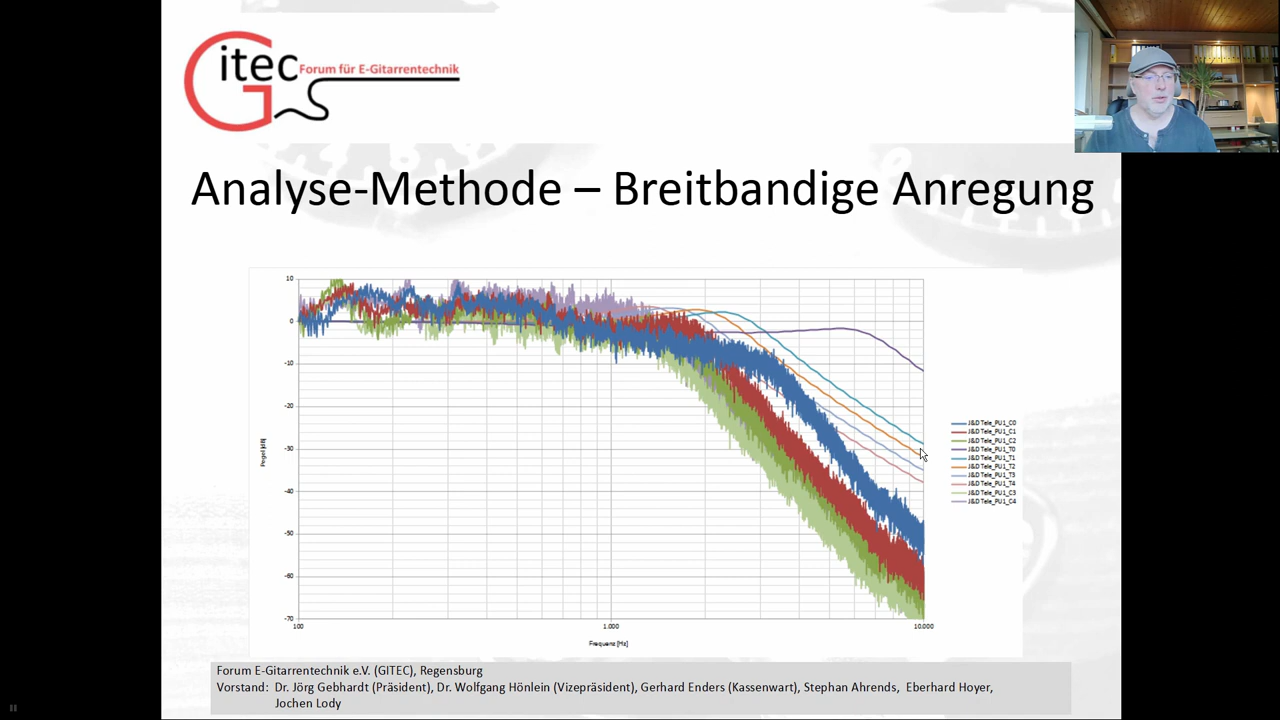 Gitec Forum für E-Gitarrentechnik
Analyse-Methode – Breitbandige Anregung
10
0
-10
-20
-30
-40
-50
-60
-70
Pegel [dB]
100
1.000
10.000
Frequenz [Hz]
J&D Tele_PU1_C0
J&D Tele_PU1_C1
J&D Tele_PU1_C2
J&D Tele_PU1_T0
J&D Tele_PU1_T1
J&D Tele_PU1_T2
J&D Tele_PU1_T3
J&D Tele_PU1_T4
J&D Tele_PU1_C3
J&D Tele_PU1_C4
Forum E-Gitarrentechnik e.V. (GITEC), Regensburg
Vorstand: Dr. Jörg Gebhardt (Präsident), Dr. Wolfgang Hönlein (Vizepräsident), Gerhard Enders (Kassenwart), Stephan Ahrends, Eberhard Hoyer,
Jochen Lody